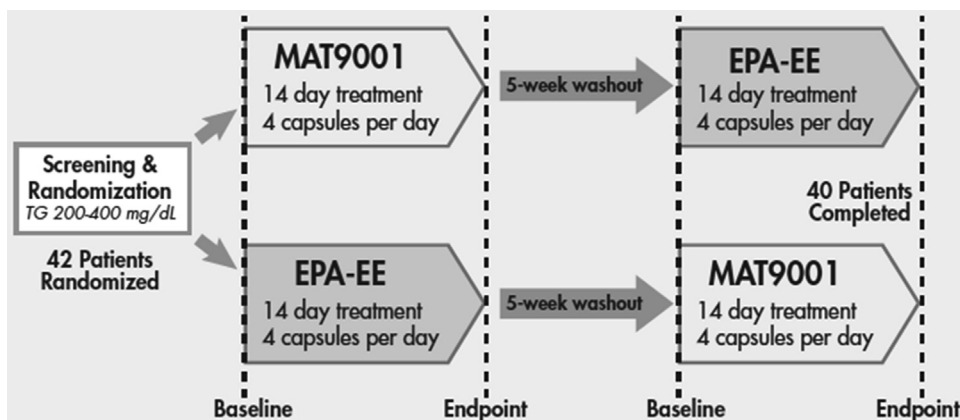 Screening &
Randomization
TG 200-400 mg/dL
42 Patients
Randomized
MAT9001
14 day treatment
4 capsules per day
5-week washout
EPA-EE
14 day treatment
4 capsules per day
EPA-EE
14 day treatment
4 capsules per day
5-week washout
MAT9001
14 day treatment
4 capsules per day
40 Patients
Completed
Baseline
Endpoint
Baseline
Endpoint